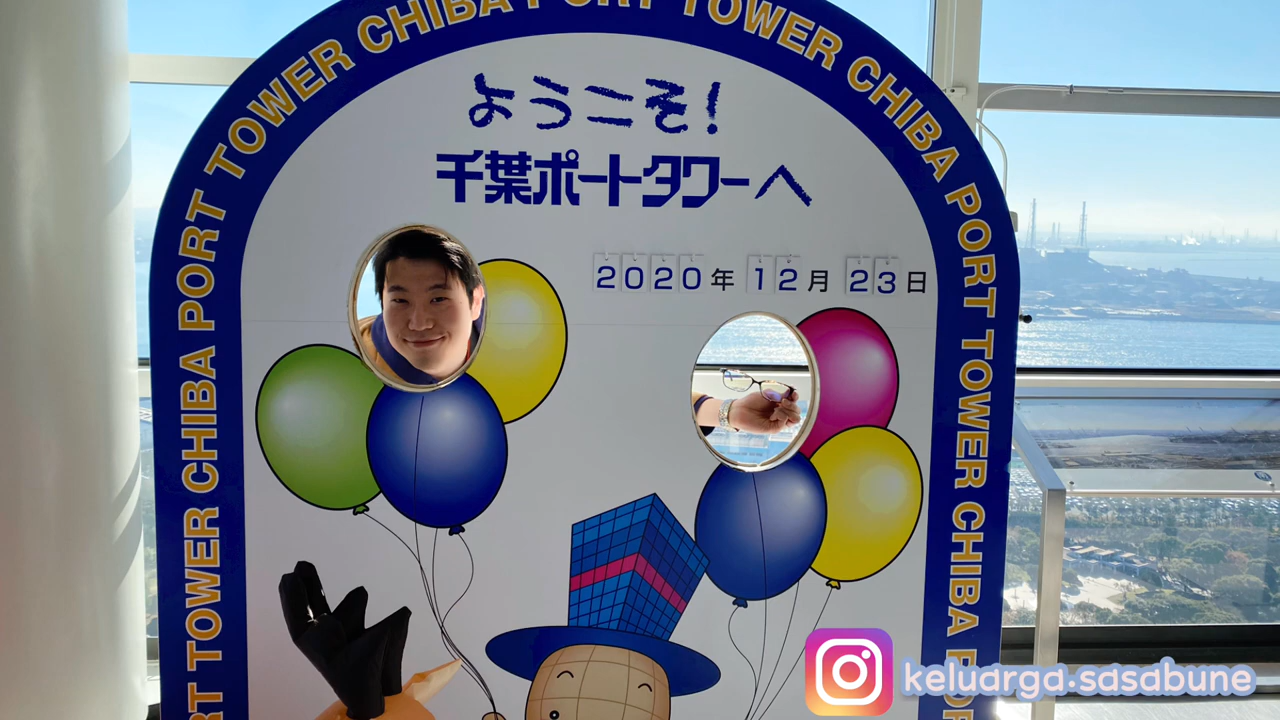 CHIBA PORT TOWER CHIBA PORT TOWER CHIBA PORT TOWER CHIBA PORT TOWER CHIBA
ようこそ!
千葉ポートタワーへ
2020年12月23日
keluarga.sasabune